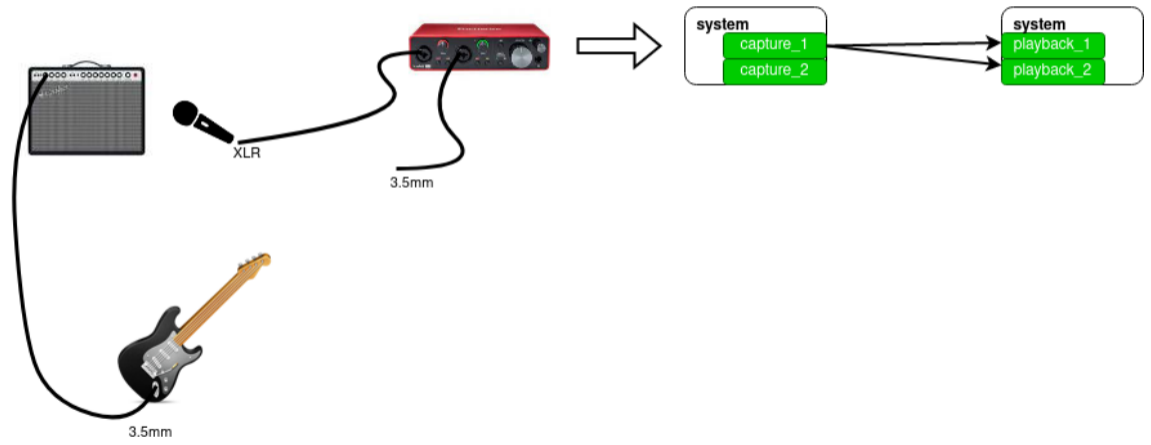 system
capture_1
capture_2
system
playback_1
playback_2
XLR
3.5mm
3.5mm